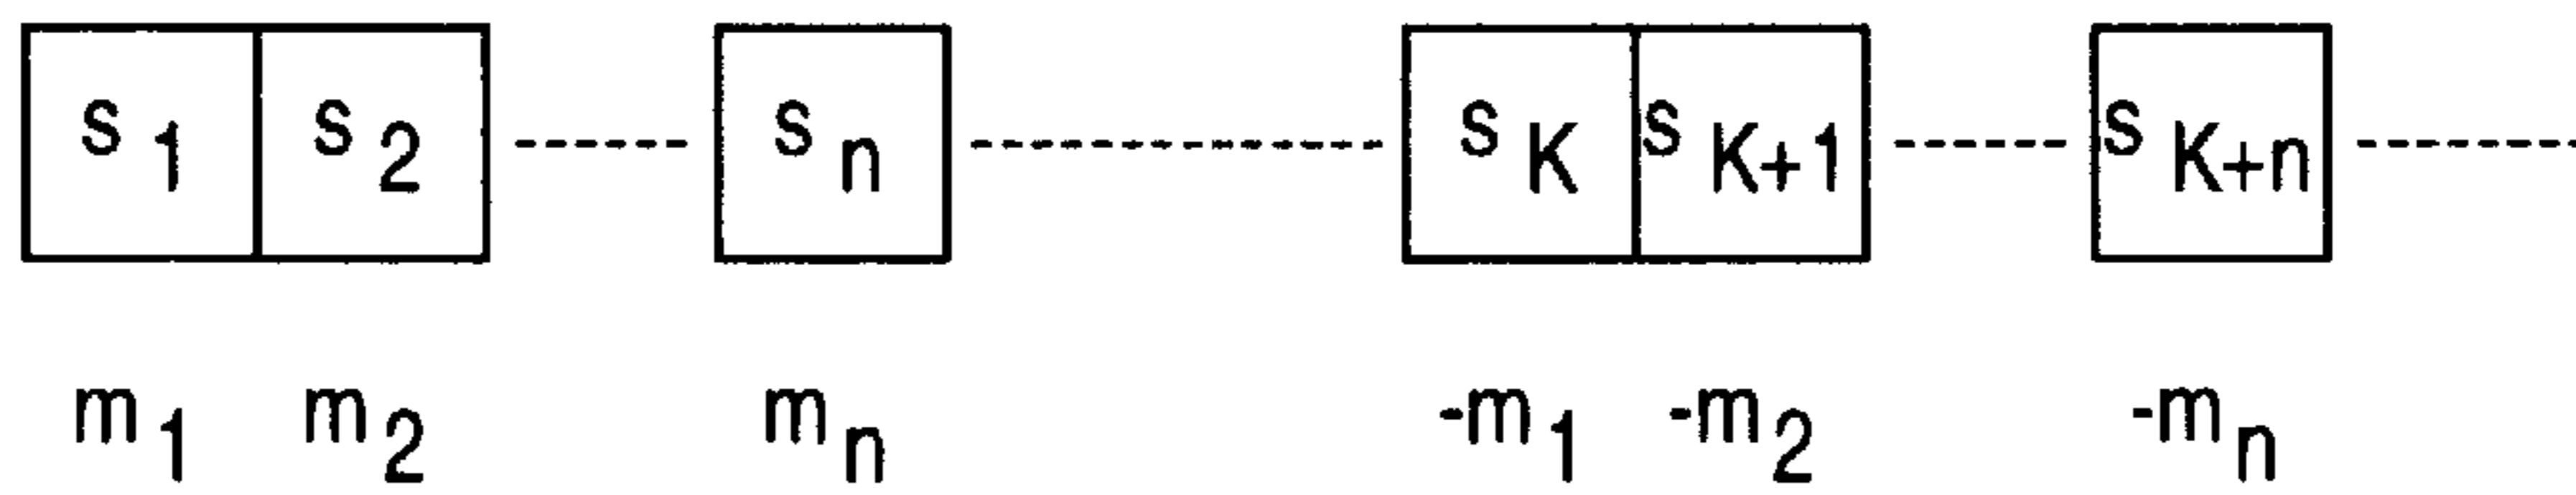 s 1 s 2 s n s K s K+1 s K+n
m 1 m 2 m n -m 1 -m 2 -m n